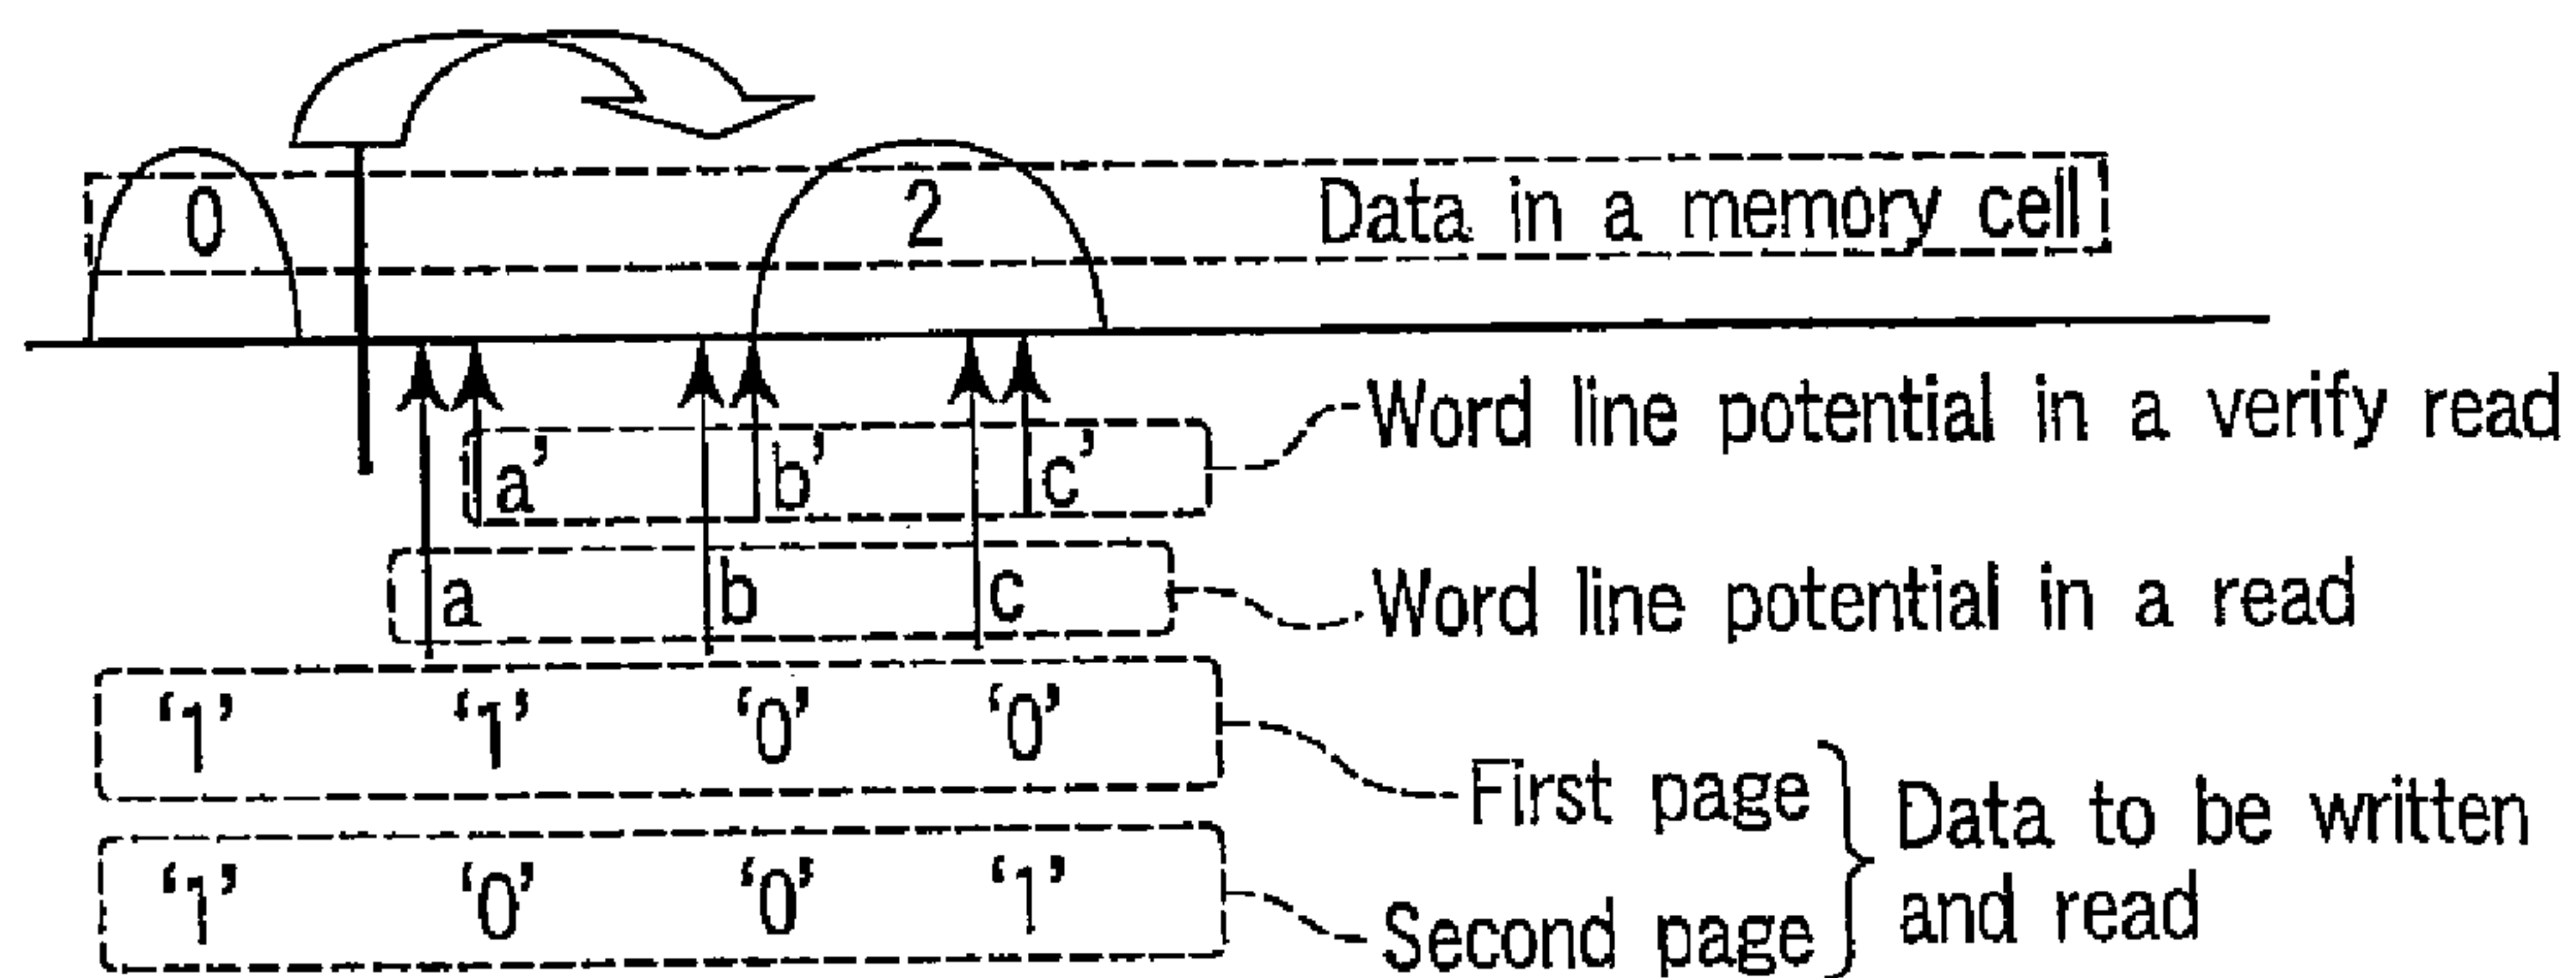 0 2 Data in a memory cell
a’ b’ c’ Word line potential in a verify read
a b c Word line potential in a read
‘1’ ‘1’ ‘0’ ‘0’ First page
‘1’ ‘0’ ‘0’ ‘1’ Second page
Data to be written
and read